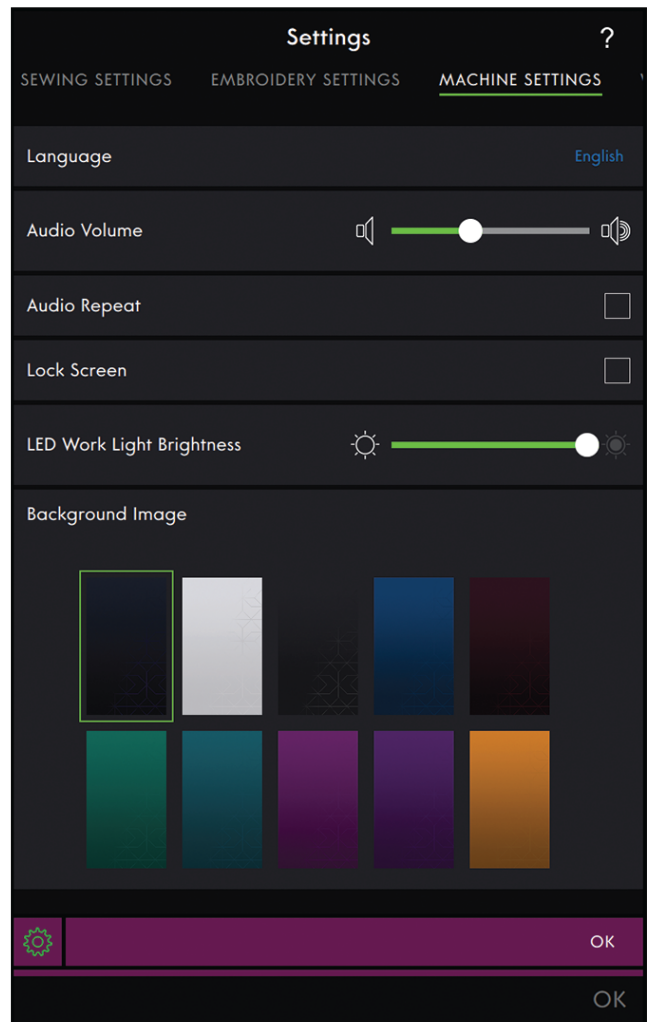 Settings ?
SEWING SETTINGS EMBROIDERY SETTINGS MACHINE SETTINGS
Language English
Audio Volume
Audio Repeat
Lock Screen
LED Work Light Brightness
Background Image
OK
OK